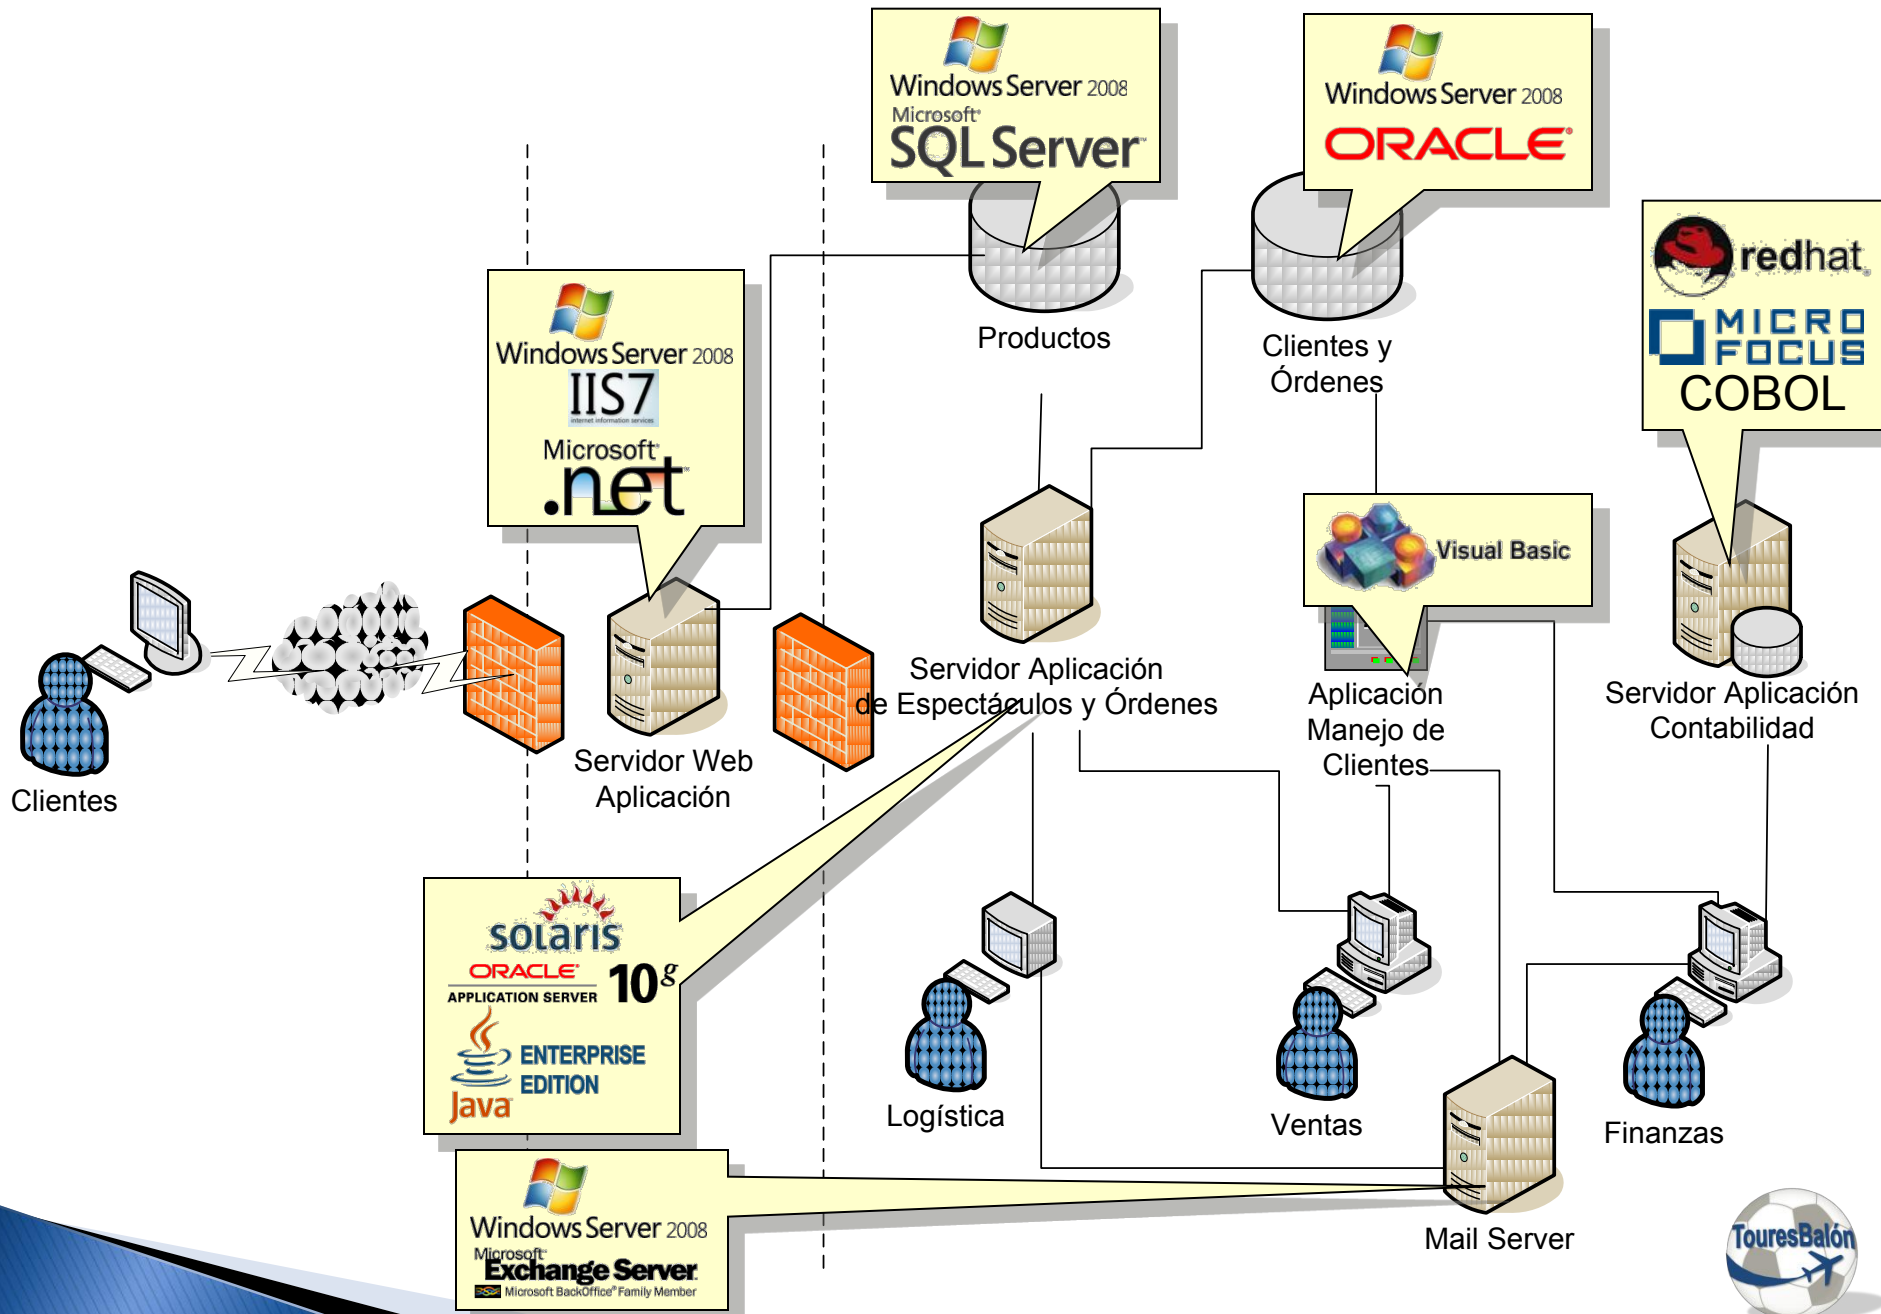 Windows Server 2008
Microsoft
SQL Server
Windows Server 2008
ORACLE
redhat
MICRO
FOCUS
COBOL
Windows Server 2008
IIS7
internet information services
Microsoft
.net
Productos
Clientes y
Órdenes
Visual Basic
Clientes
Servidor Web
Aplicación
Servidor Aplicación
de Espectáculos y Órdenes
Aplicación
Manejo de
Clientes
Servidor Aplicación
Contabilidad
solaris
ORACLE
APPLICATION SERVER 10g
Java
ENTERPRISE
EDITION
Logística
Ventas
Finanzas
Windows Server 2008
Microsoft
Exchange Server
Microsoft BackOffice® Family Member
Mail Server
TouresBalón